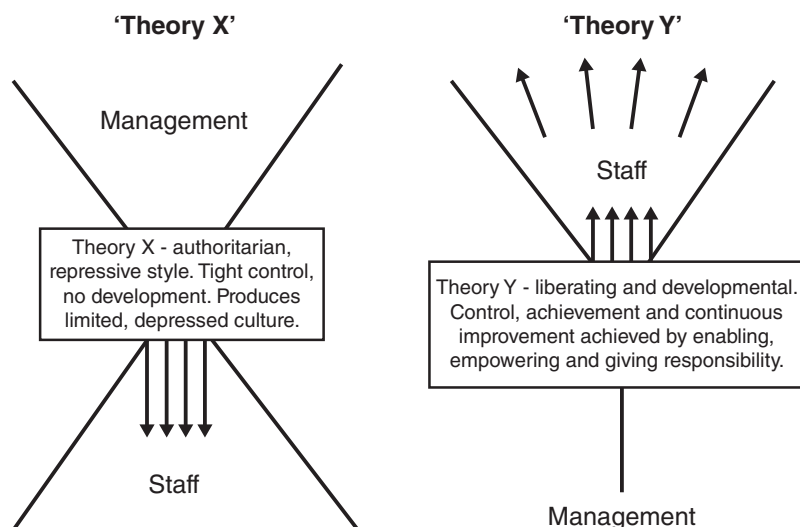 ‘Theory X’
Management
Theory X - authoritarian,
repressive style. Tight control,
no development. Produces
limited, depressed culture.
Staff
‘Theory Y’
Staff
Theory Y - liberating and developmental.
Control, achievement and continuous
improvement achieved by enabling,
empowering and giving responsibility.
Management